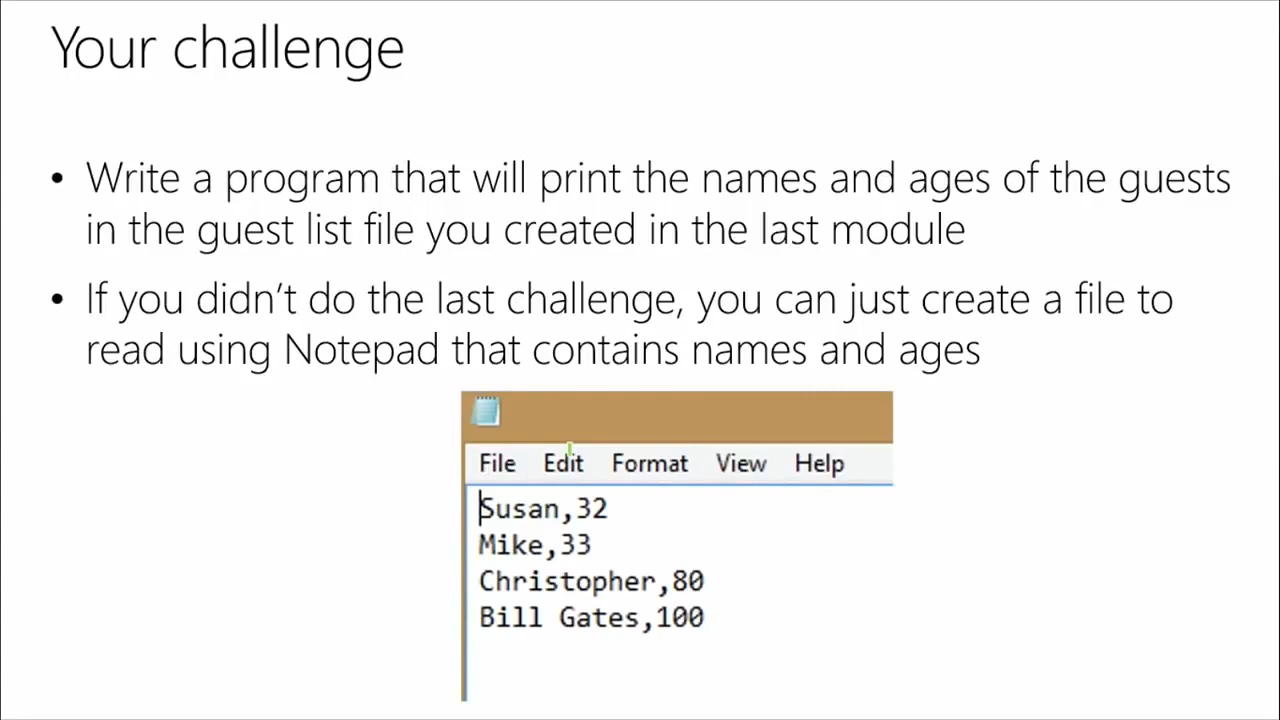 Your challenge
• Write a program that will print the names and ages of the guests
in the guest list file you created in the last module
• If you didn't do the last challenge, you can just create a file to
read using Notepad that contains names and ages
File Edit Format View Help
Susan,32
Mike,33
Christopher,80
Bill Gates,100